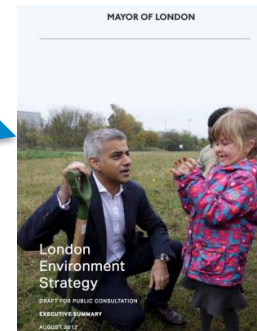 MAYOR OF LONDON
London
Environment
Strategy
DRAFT FOR PUBLIC CONSULTATION
EXECUTIVE SUMMARY
AUGUST 2017